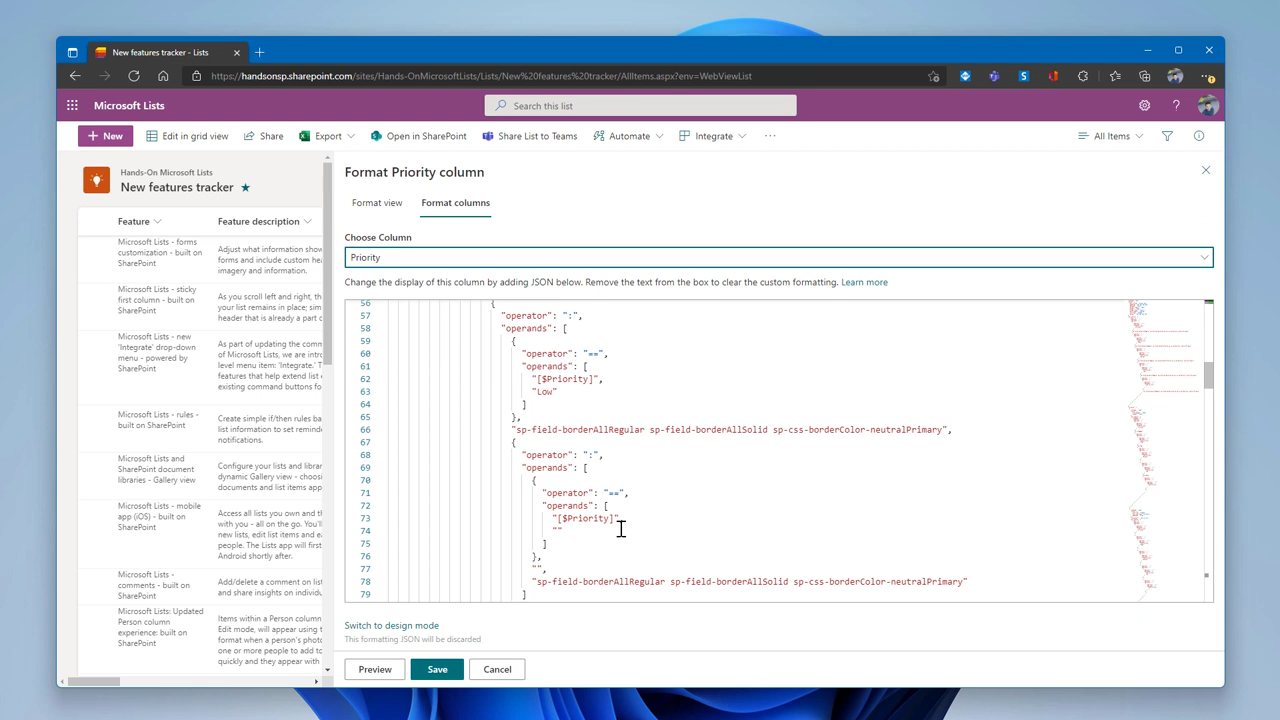 New features tracker - Lists
https://handsonsp.sharepoint.com/sites/Hands-OnMicrosoftLists/Lists/New%20features%20tracker/AllItems.aspx?env=WebViewList
Microsoft Lists
Search this list
New
Edit in grid view
Share
Export
Open in SharePoint
Share List to Teams
Automate
Integrate
All Items
Hands-On Microsoft Lists
New features tracker
Feature
Feature description
Microsoft Lists - forms
customization - built on
SharePoint
Adjust what information show
forms and include custom hea
imagery and information.
Microsoft Lists - sticky
first column - built on
SharePoint
As you scroll left and right, th
your list remains in place; sim
header that is already a part o
Microsoft Lists - new
'Integrate' drop-down
menu - powered by
SharePoint
As part of updating the comm
of Microsoft Lists, we are intro
level menu item: 'Integrate.' T
features that help extend list c
existing command buttons fo
Microsoft Lists - rules -
built on SharePoint
Create simple if/then rules ba
list information to set reminde
notifications.
Microsoft Lists and
SharePoint document
libraries - Gallery view
Configure your lists and librar
dynamic Gallery view - choosi
documents and list items app
Microsoft Lists - mobile
app (iOS) - built on
SharePoint
Access all lists you own and th
with you - all on the go. You'll
new lists, edit list items and ea
people. The Lists app will first
Android shortly after.
Microsoft Lists -
comments - built on
SharePoint
Add/delete a comment on list
and share insights on individu
Microsoft Lists: Updated
Person column
experience: built on
SharePoint
Items within a Person column
Edit mode, will appear using t
format when a person's photo
one or more people to add to
quickly and they appear with
Format Priority column
Format view
Format columns
Choose Column
Priority
Change the display of this column by adding JSON below. Remove the text from the box to clear the custom formatting. Learn more
56 {
57 "operator": ":",
58 "operands": [
59 {
60 "operator": "==",
61 "operands": [
62 "[$Priority]",
63 "Low"
64 ]
65 },
66 "sp-field-borderAllRegular sp-field-borderAllSolid sp-css-borderColor-neutralPrimary",
67 {
68 "operator": ":",
69 "operands": [
70 {
71 "operator": "==",
72 "operands": [
73 "[$Priority]",
74 ""
75 ]
76 },
77 "",
78 "sp-field-borderAllRegular sp-field-borderAllSolid sp-css-borderColor-neutralPrimary"
79 ]
Switch to design mode
This formatting JSON will be discarded
Preview
Save
Cancel